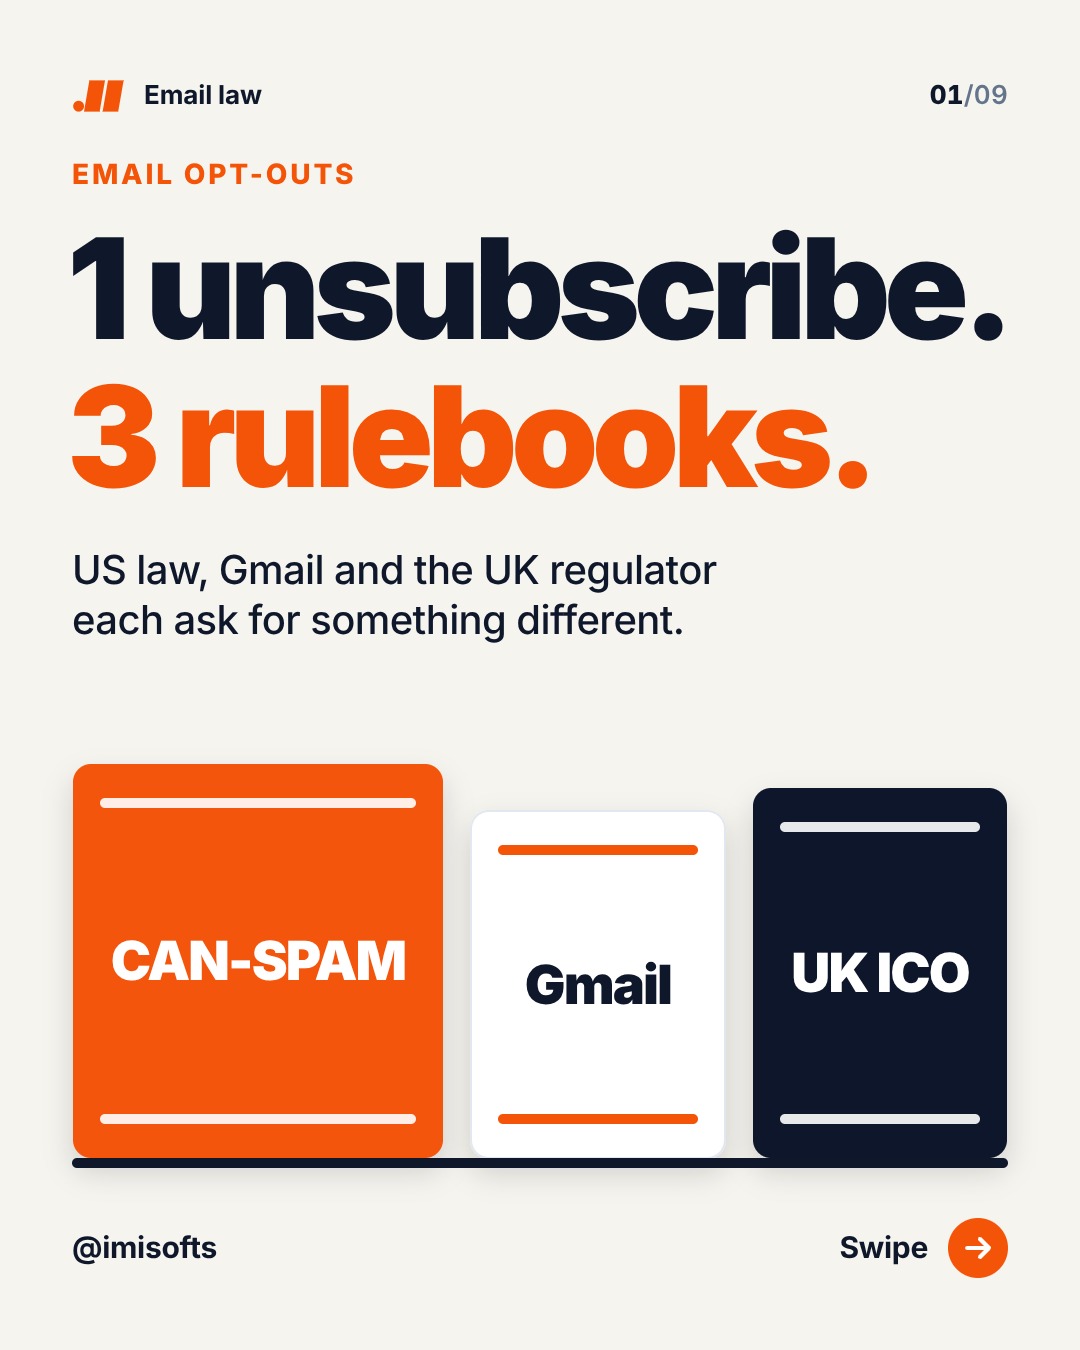 Email law
01/09
EMAIL OPT-OUTS
1 unsubscribe.
3 rulebooks.
US law, Gmail and the UK regulator
each ask for something different.
CAN-SPAM
Gmail
UK ICO
@imisofts
Swipe